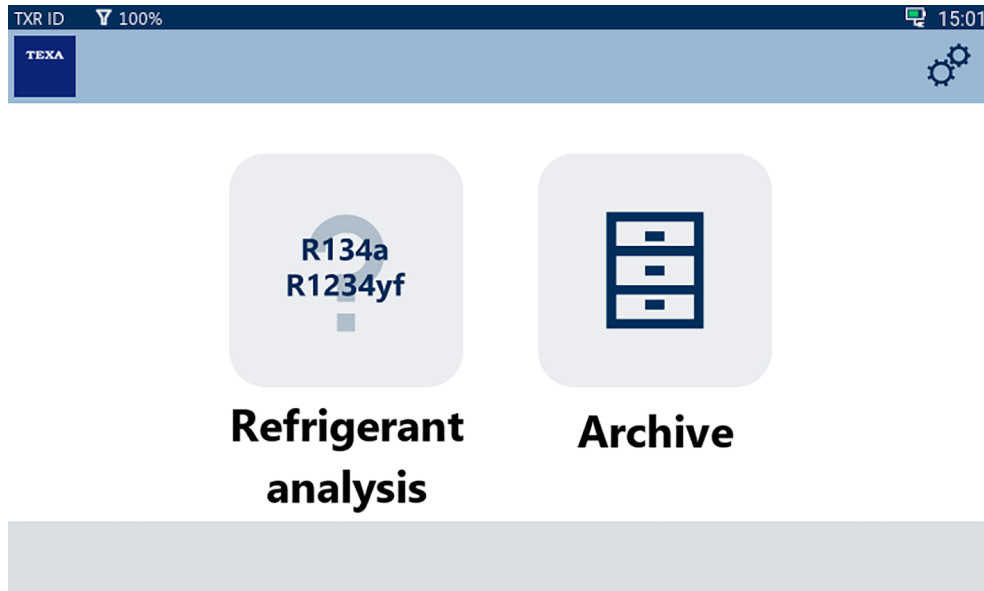 TXR ID 100% 15:01
TEXA
R134a
R1234yf
Refrigerant
analysis
Archive